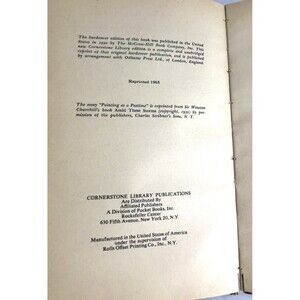 The hardcover edition of this book was published in the United
States in 1950 by The McGraw-Hill Book Company, Inc. This
new Cornerstone Library edition is a complete and unabridged
reprint of that original hardcover publication, and is published
by arrangement with Odhams Press Ltd., of London, England.
Reprinted 1965
The essay "Painting as a Pastime" is reprinted from Sir Winston
Churchill's book Amid These Storms (copyright, 1932) by per-
mission of the publishers, Charles Scribner's Sons, N. Y.
CORNERSTONE LIBRARY PUBLICATIONS
Are Distributed By
Affiliated Publishers
A Division of Pocket Books, Inc.
Rockefeller Center
630 Fifth Avenue, New York 20, N.Y.
Manufactured in the United States of America
under the supervision of
Rolls Offset Printing Co., Inc., N.Y.